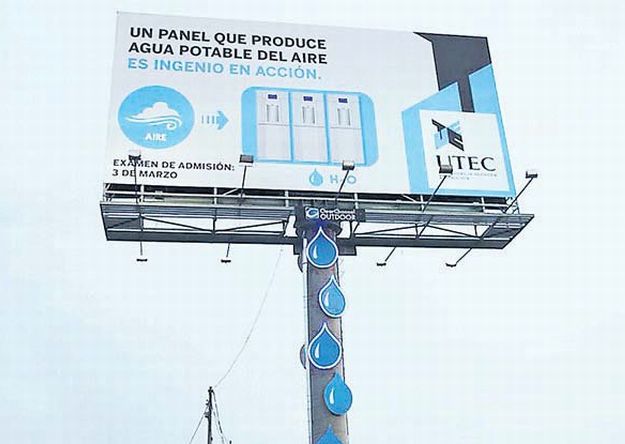 UN PANEL QUE PRODUCE
AGUA POTABLE DEL AIRE
ES INGENIO EN ACCIÓN.
AIRE
H2O
EXAMEN DE ADMISIÓN:
3 DE MARZO
UTEC
OUTDOOR